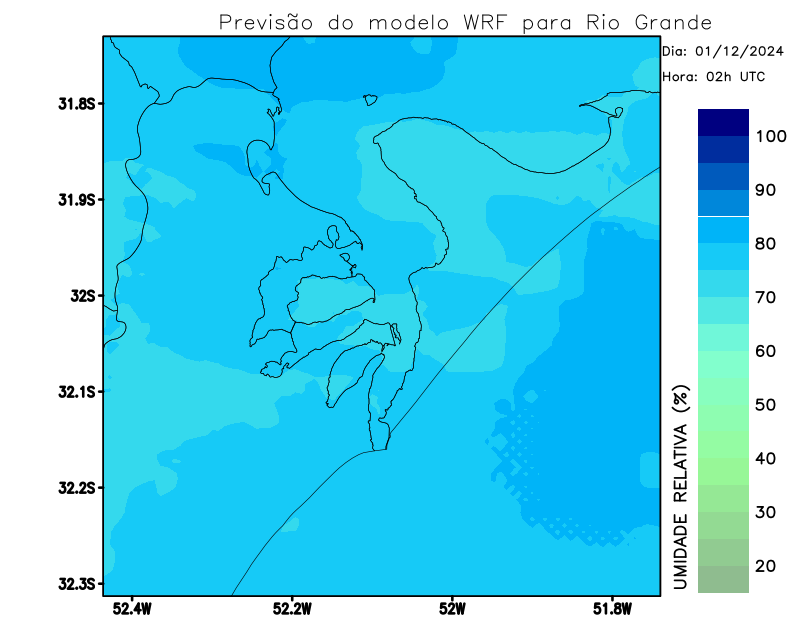 Previsão do modelo WRF para Rio Grande
Dia: 01/12/2024
Hora: 02h UTC
31.8S
31.9S
32S
32.1S
32.2S
32.3S
52.4W
52.2W
52W
51.8W
100
90
80
70
60
50
40
30
20
UMIDADE RELATIVA (%)